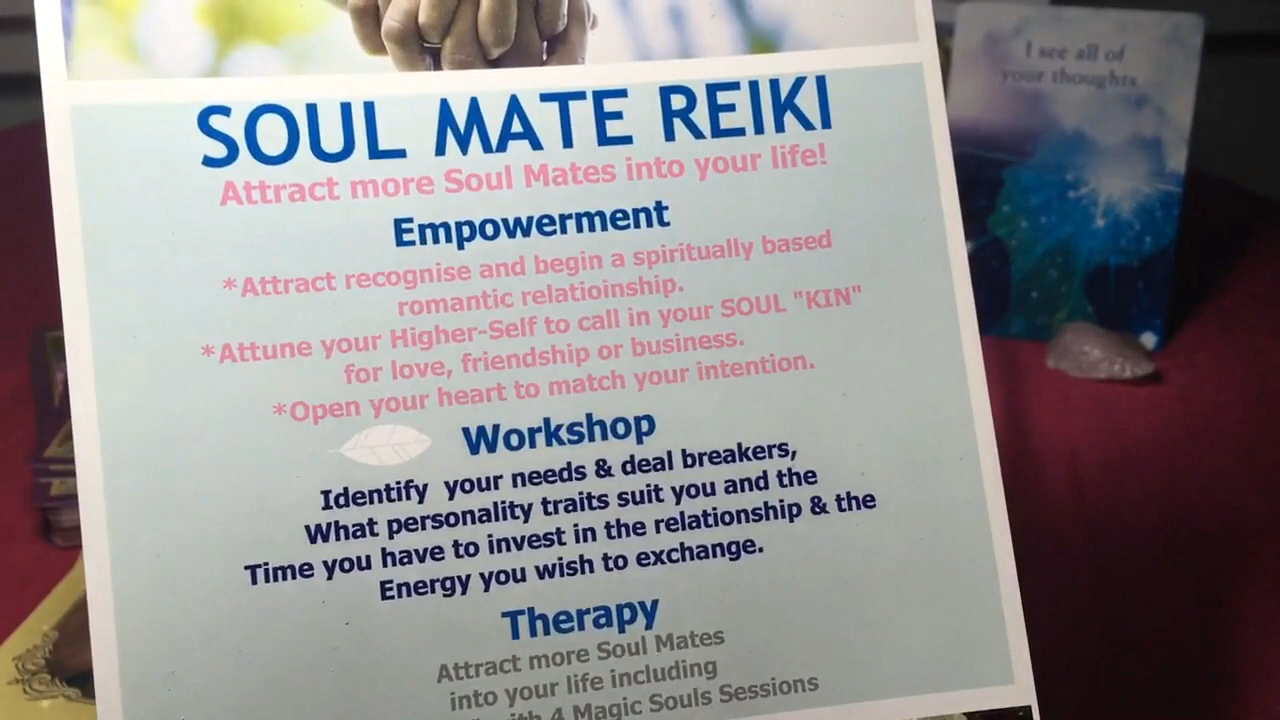 SOUL MATE REIKI
Attract more Soul Mates into your life!
Empowerment
*Attract recognise and begin a spiritually based
romantic relatioinship.
*Attune your Higher-Self to call in your SOUL "KIN"
for love, friendship or business.
*Open your heart to match your intention.
Workshop
Identify your needs & deal breakers,
What personality traits suit you and the
Time you have to invest in the relationship & the
Energy you wish to exchange.
Therapy
Attract more Soul Mates
into your life including
with 4 Magic Souls Sessions
I see all of
your thoughts